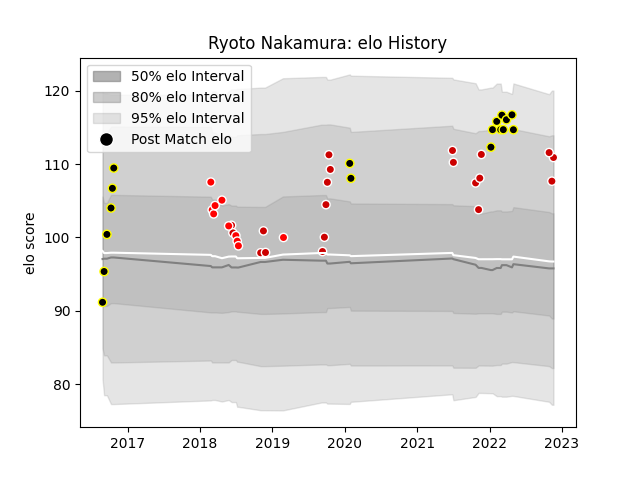 Ryoto Nakamura: elo History
50% elo Interval
80% elo Interval
95% elo Interval
Post Match elo
elo score
120
110
100
90
80
2017 2018 2019 2020 2021 2022 2023